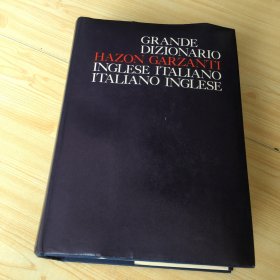 GRANDE
DIZIONARIO
HAZON GARZANTI
INGLESE ITALIANO
ITALIANO INGLESE